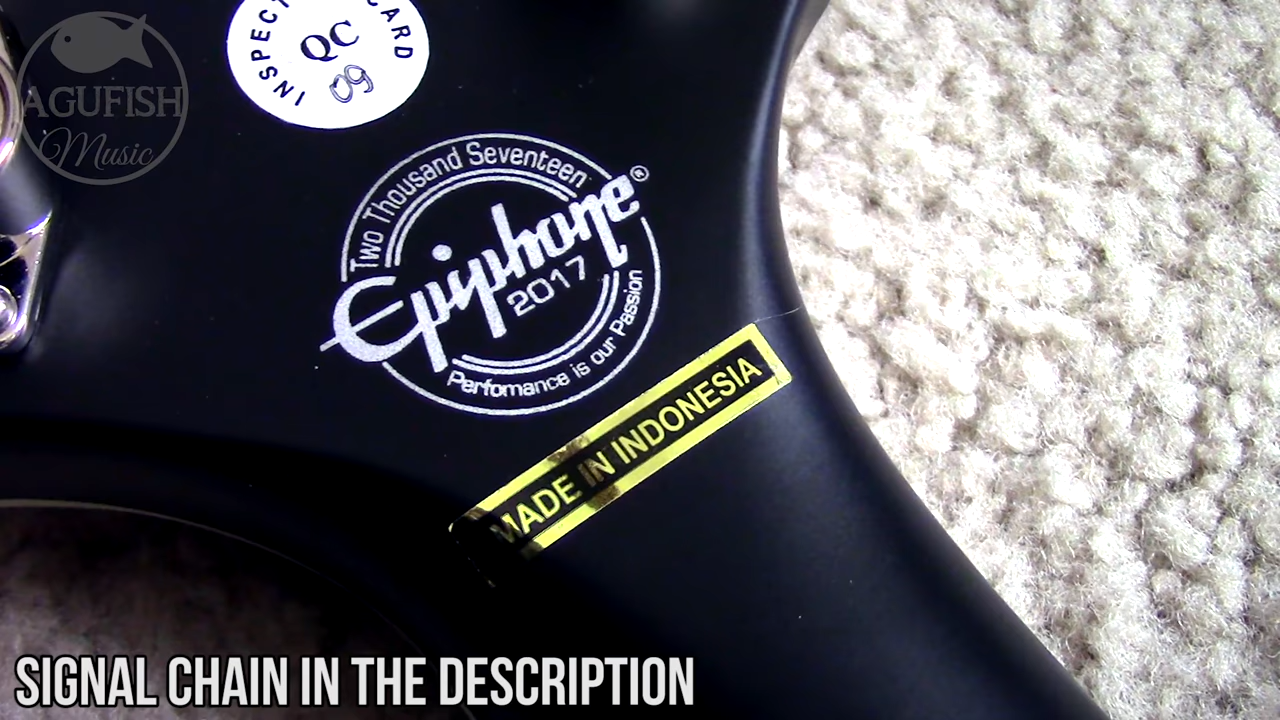 AGUFISH
Music
QC
09
Two Thousand Seventeen
Epiphone®
2017
Perfomance is our Passion
MADE IN INDONESIA
SIGNAL CHAIN IN THE DESCRIPTION